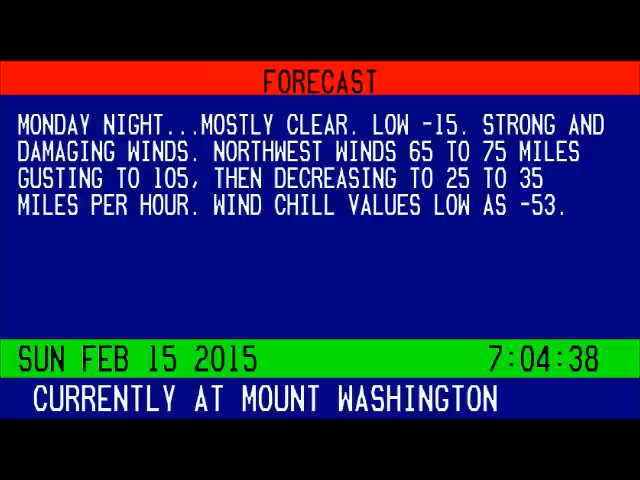 FORECAST
MONDAY NIGHT...MOSTLY CLEAR. LOW -15. STRONG AND
DAMAGING WINDS. NORTHWEST WINDS 65 TO 75 MILES
GUSTING TO 105, THEN DECREASING TO 25 TO 35
MILES PER HOUR. WIND CHILL VALUES LOW AS -53.
SUN FEB 15 2015 7:04:38
CURRENTLY AT MOUNT WASHINGTON